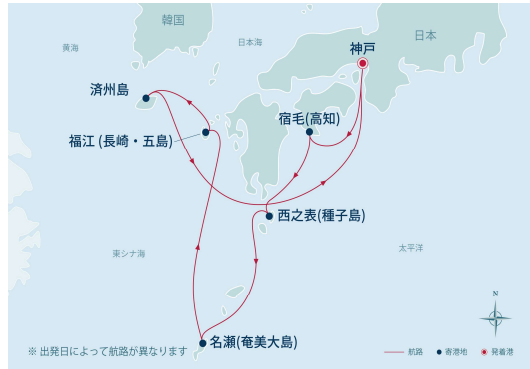 韓国
黄海
日本海
日本
神戸
済州島
宿毛(高知)
福江 (長崎・五島)
西之表(種子島)
東シナ海
太平洋
N
名瀬(奄美大島)
※ 出発日によって航路が異なります
航路 寄港地 発着港